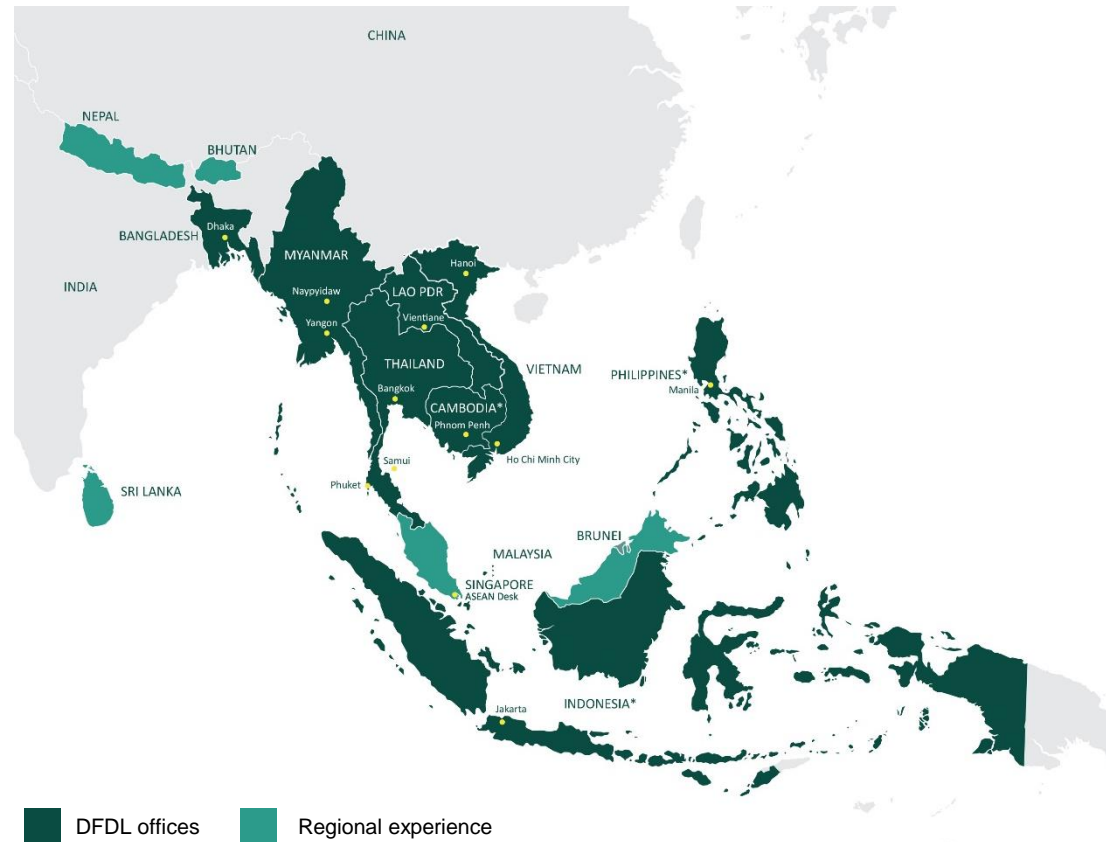 CHINA
NEPAL
BHUTAN
BANGLADESH
Dhaka
INDIA
MYANMAR
Naypyidaw
Yangon
Hanoi
LAO PDR
Vientiane
THAILAND
Bangkok
VIETNAM
CAMBODIA*
Phnom Penh
Ho Chi Minh City
PHILIPPINES*
Manila
Samui
Phuket
SRI LANKA
BRUNEI
MALAYSIA
SINGAPORE
ASEAN Desk
INDONESIA*
Jakarta
DFDL offices
Regional experience